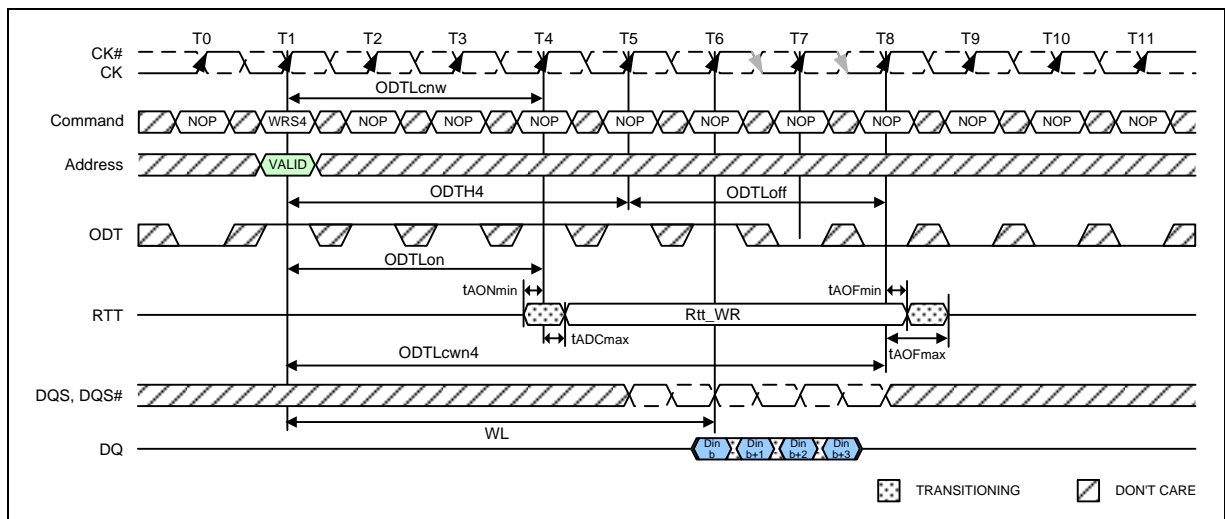 T0 T1 T2 T3 T4 T5 T6 T7 T8 T9 T10 T11
CK#
CK
ODTLcnw
Command NOP WRS4 NOP NOP NOP NOP NOP NOP NOP NOP NOP NOP
Address VALID
ODTH4 ODTLoff
ODT
ODTLon
tAONmin tAOFmin
RTT Rtt_WR
tADCmax tAOFmax
ODTLcwn4
DQS, DQS#
WL
DQ Din b Din b+1 Din b+2 Din b+3
TRANSITIONING DON'T CARE